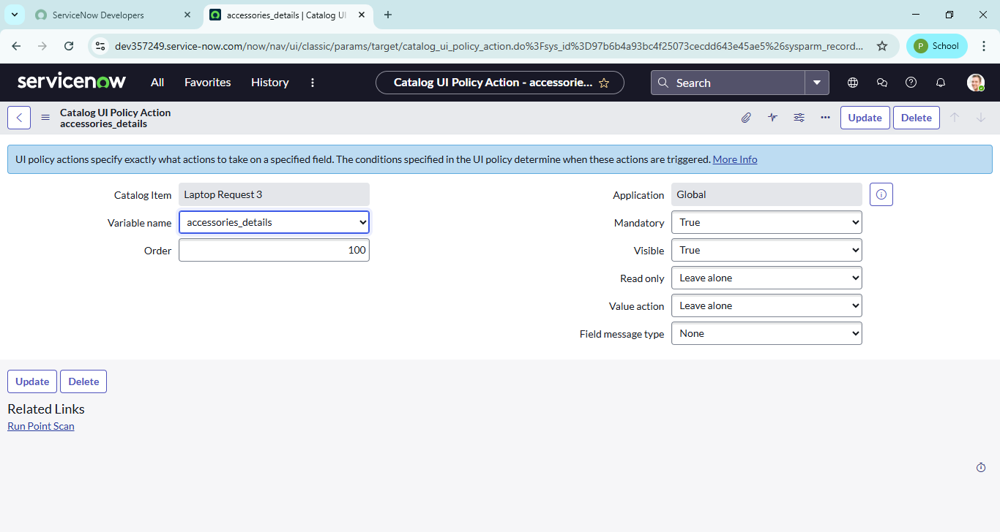 ServiceNow Developers
accessories_details | Catalog UI
dev357249.service-now.com/now/nav/ui/classic/params/target/catalog_ui_policy_action.do%3Fsys_id%3D97b6b4a93bc4f25073cecdd643e45ae5%26sysparm_record...
P School
servicenow All Favorites History Catalog UI Policy Action - accessorie... Search
Catalog UI Policy Action
accessories_details
Update Delete
UI policy actions specify exactly what actions to take on a specified field. The conditions specified in the UI policy determine when these actions are triggered. More Info
Catalog Item Laptop Request 3
Variable name accessories_details
Order 100
Application Global
Mandatory True
Visible True
Read only Leave alone
Value action Leave alone
Field message type None
Update Delete
Related Links
Run Point Scan